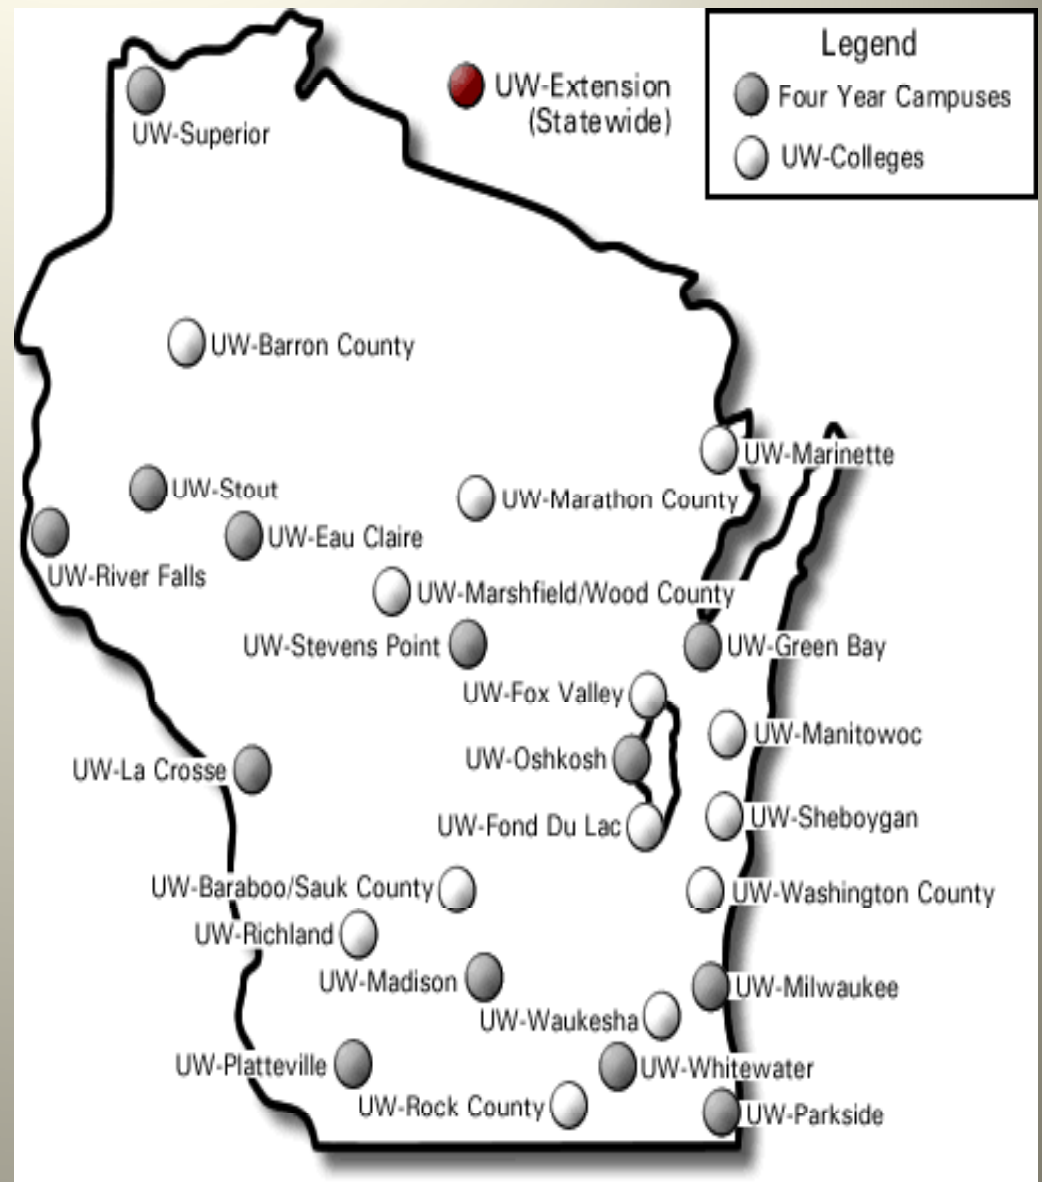 Legend
UW-Extension
(Statewide)
Four Year Campuses
UW-Colleges
UW-Superior
UW-Barron County
UW-Marinette
UW-Stout
UW-Marathon County
UW-Eau Claire
UW-River Falls
UW-Marshfield/Wood County
UW-Stevens Point
UW-Green Bay
UW-Fox Valley
UW-Manitowoc
UW-Oshkosh
UW-La Crosse
UW-Sheboygan
UW-Fond Du Lac
UW-Baraboo/Sauk County
UW-Washington County
UW-Richland
UW-Madison
UW-Milwaukee
UW-Waukesha
UW-Platteville
UW-Whitewater
UW-Rock County
UW-Parkside